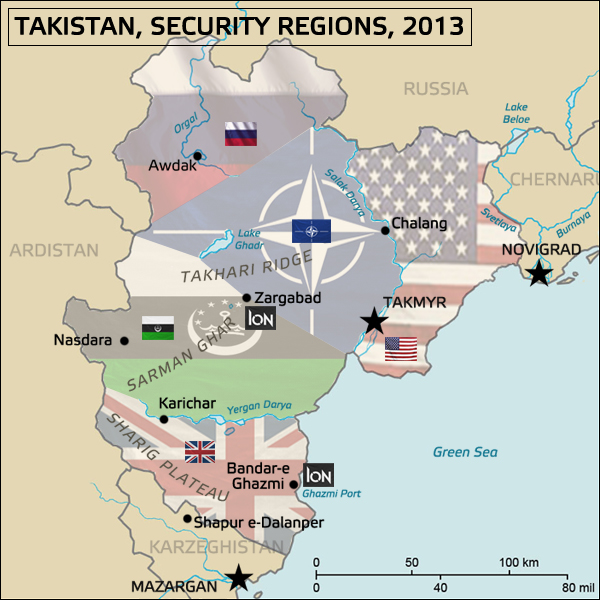 TAKISTAN, SECURITY REGIONS, 2013
RUSSIA
Lake
Beloe
Orgal
Awdak
Salak Darya
CHERNARU
Svetloya
Burnaya
Chalang
NOVIGRAD
ARDISTAN
Lake
Ghadr
TAKHARI RIDGE
Zargabad
ION
TAKMYR
Nasdara
SARMAN GHAR
Karichar
Yergan Darya
SHARIG PLATEAU
Green Sea
Bandar-e
Ghazmi
ION
Ghazmi Port
Shapur e-Dalanper
KARZEGHISTAN
MAZARGAN
0 50 100 km
0 40 80 mil